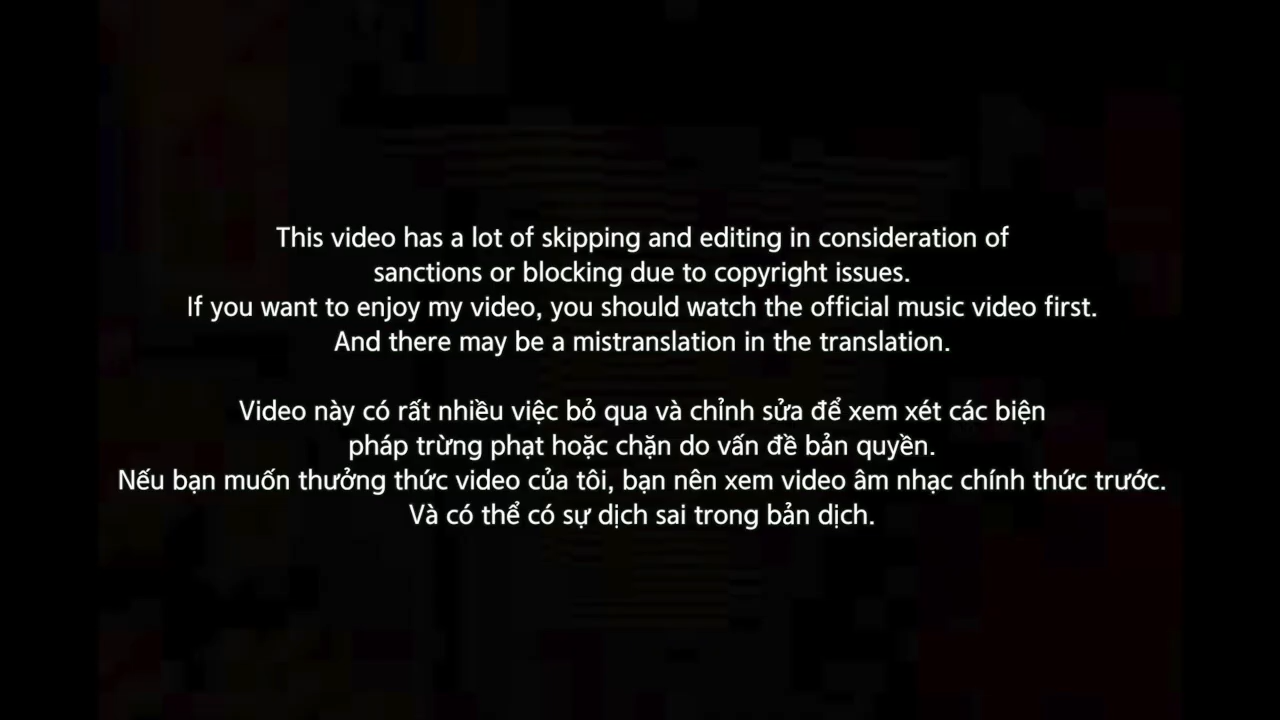 This video has a lot of skipping and editing in consideration of
sanctions or blocking due to copyright issues.
If you want to enjoy my video, you should watch the official music video first.
And there may be a mistranslation in the translation.
Video này có rất nhiều việc bỏ qua và chỉnh sửa để xem xét các biện
pháp trừng phạt hoặc chặn do vấn đề bản quyền.
Nếu bạn muốn thưởng thức video của tôi, bạn nên xem video âm nhạc chính thức trước.
Và có thể có sự dịch sai trong bản dịch.